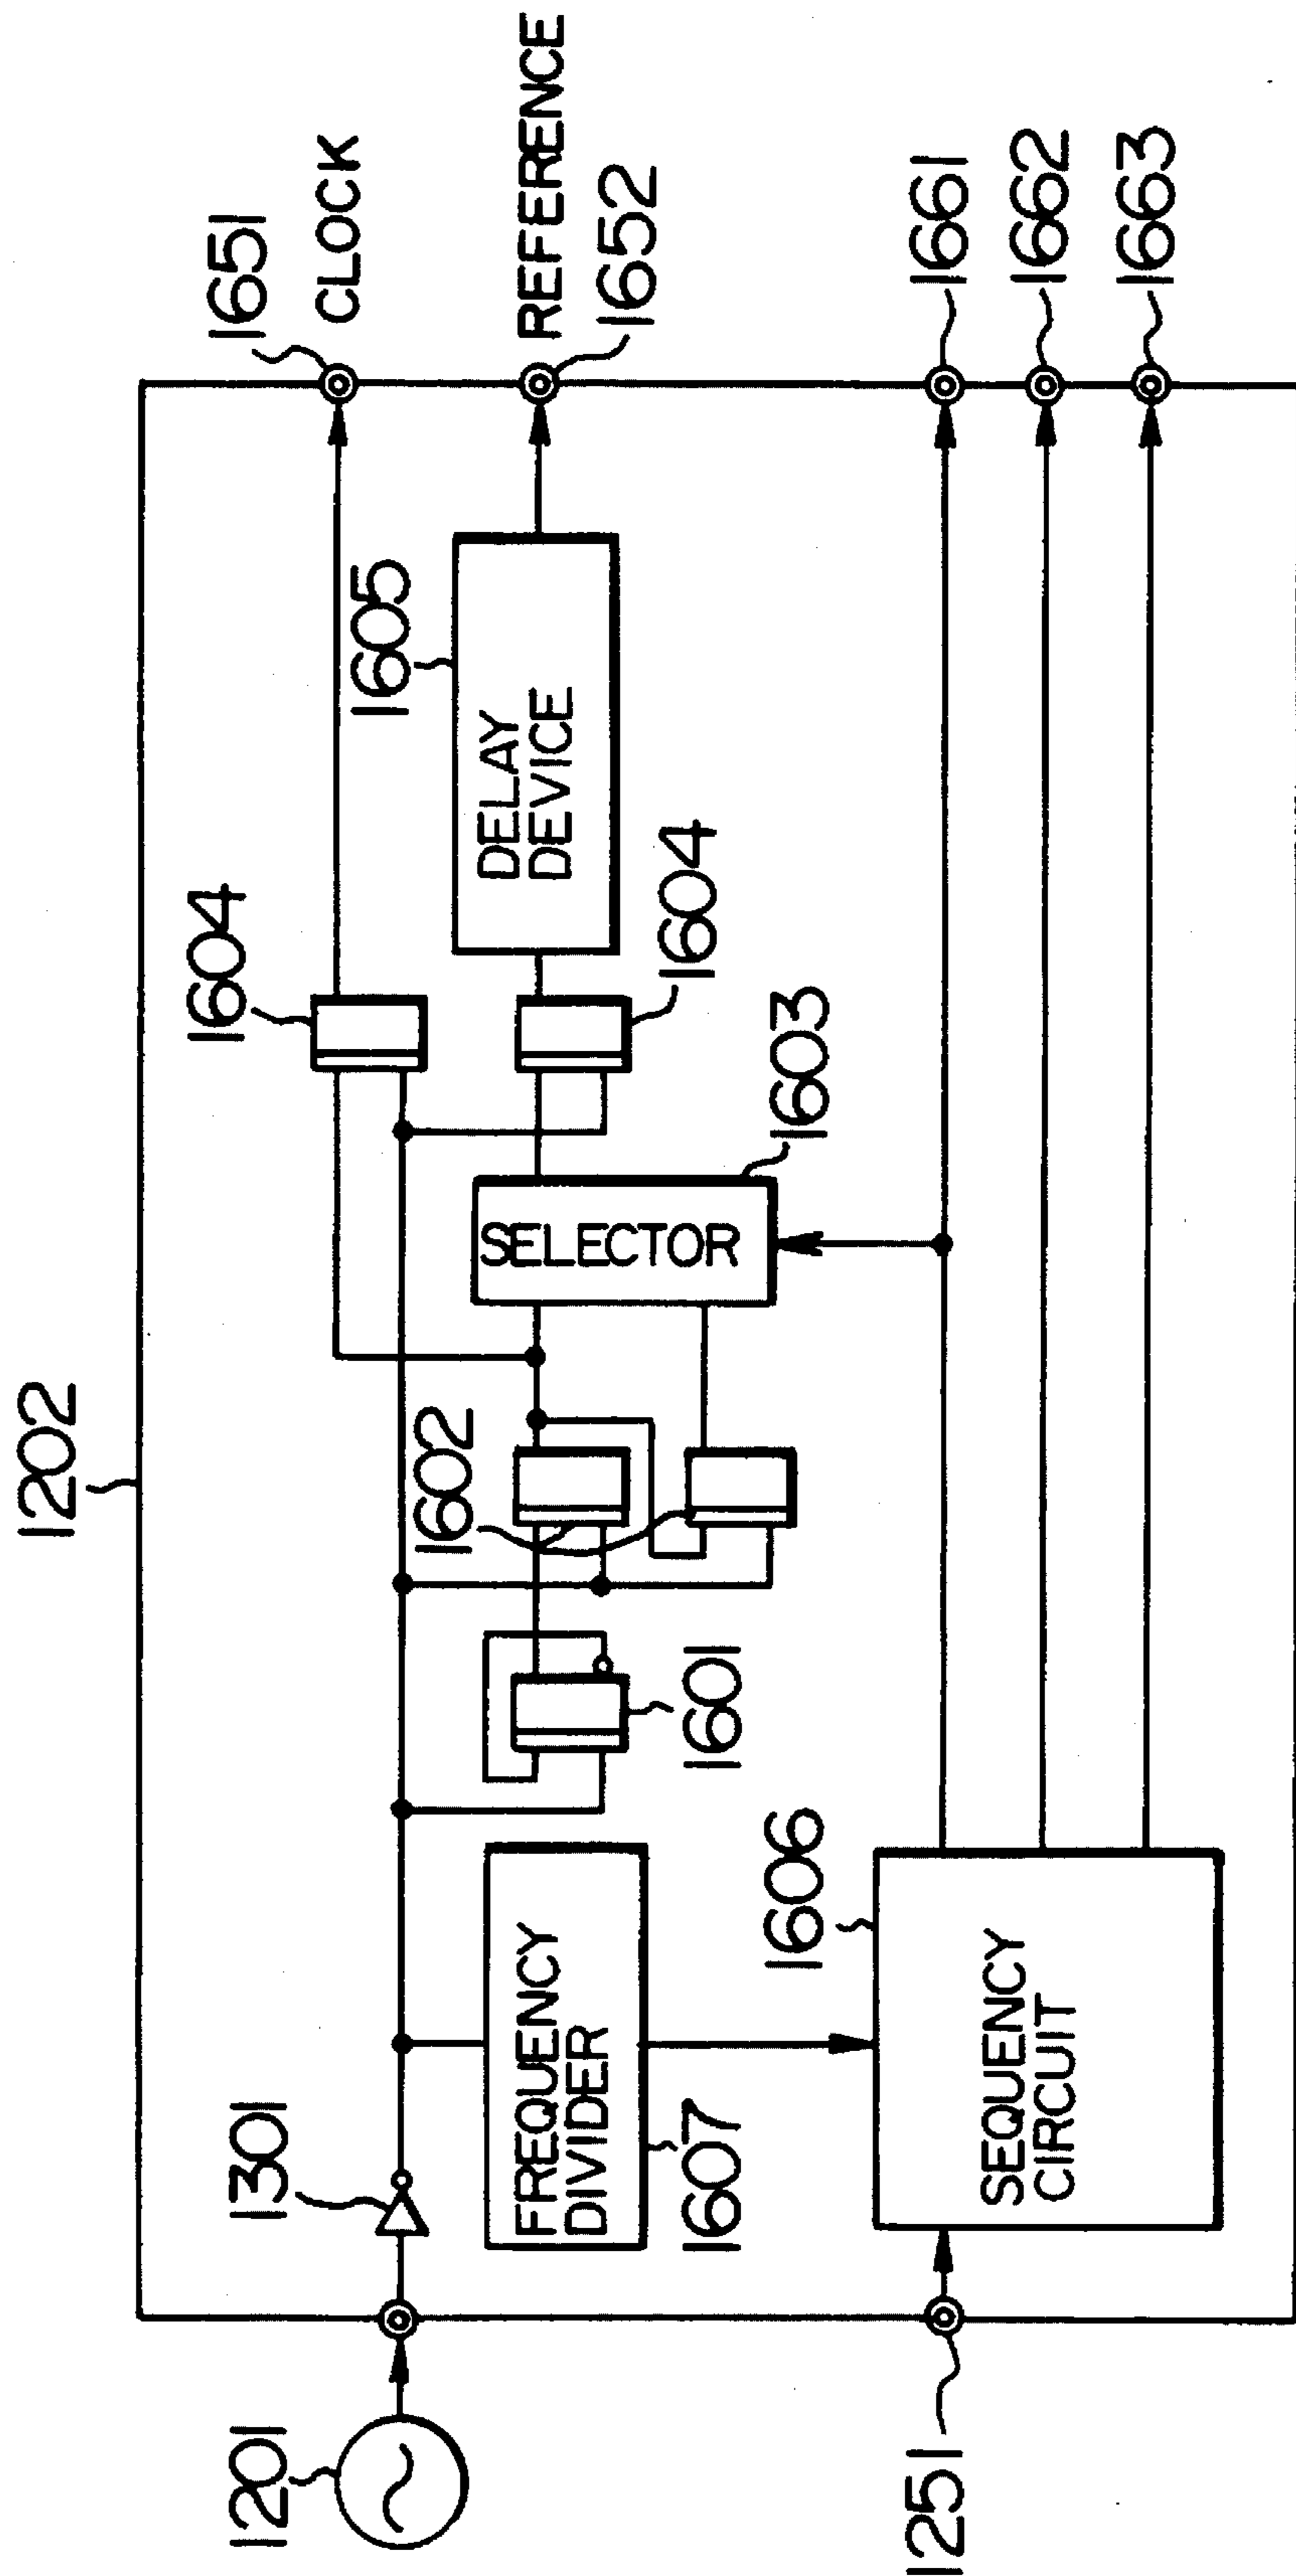 1202
1201
1301
1604
1651
CLOCK
FREQUENCY
DIVIDER
1607
1601
1602
SELECTOR
1603
1604
DELAY
DEVICE
1605
REFERENCE
1652
1251
SEQUENCY
CIRCUIT
1606
1661
1662
1663